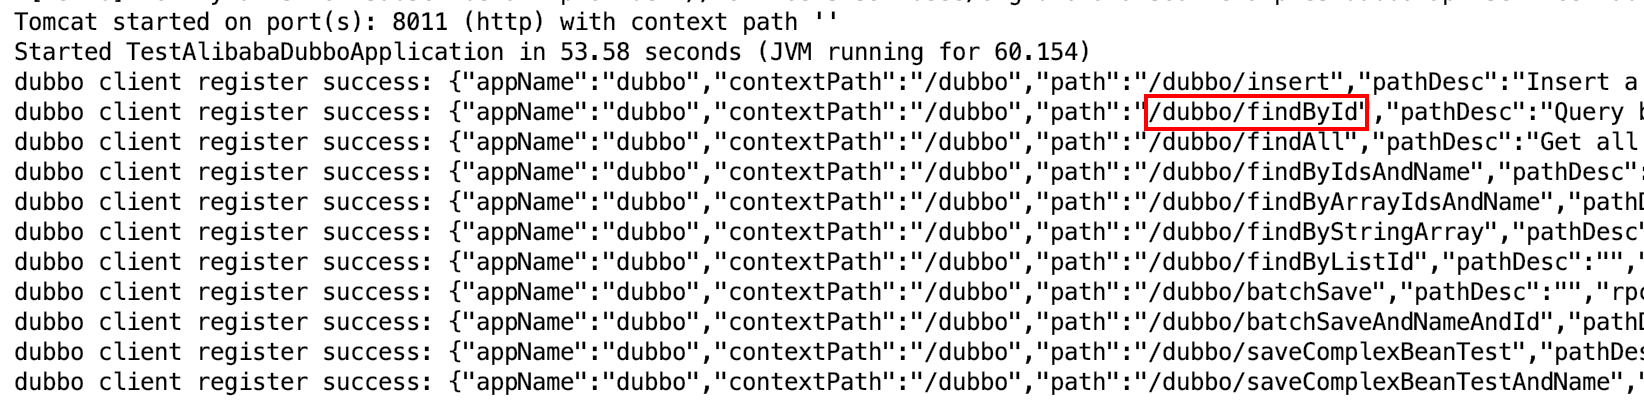 Tomcat started on port(s): 8011 (http) with context path ''
Started TestAlibabaDubboApplication in 53.58 seconds (JVM running for 60.154)
dubbo client register success: {"appName":"dubbo","contextPath":"/dubbo","path":"/dubbo/insert","pathDesc":"Insert a
dubbo client register success: {"appName":"dubbo","contextPath":"/dubbo","path":"/dubbo/findById","pathDesc":"Query b
dubbo client register success: {"appName":"dubbo","contextPath":"/dubbo","path":"/dubbo/findAll","pathDesc":"Get all
dubbo client register success: {"appName":"dubbo","contextPath":"/dubbo","path":"/dubbo/findByIdsAndName","pathDesc":
dubbo client register success: {"appName":"dubbo","contextPath":"/dubbo","path":"/dubbo/findByArrayIdsAndName","pathD
dubbo client register success: {"appName":"dubbo","contextPath":"/dubbo","path":"/dubbo/findByStringArray","pathDesc"
dubbo client register success: {"appName":"dubbo","contextPath":"/dubbo","path":"/dubbo/findByListId","pathDesc":"","
dubbo client register success: {"appName":"dubbo","contextPath":"/dubbo","path":"/dubbo/batchSave","pathDesc":"","rpc
dubbo client register success: {"appName":"dubbo","contextPath":"/dubbo","path":"/dubbo/batchSaveAndNameAndId","pathD
dubbo client register success: {"appName":"dubbo","contextPath":"/dubbo","path":"/dubbo/saveComplexBeanTest","pathDes
dubbo client register success: {"appName":"dubbo","contextPath":"/dubbo","path":"/dubbo/saveComplexBeanTestAndName","